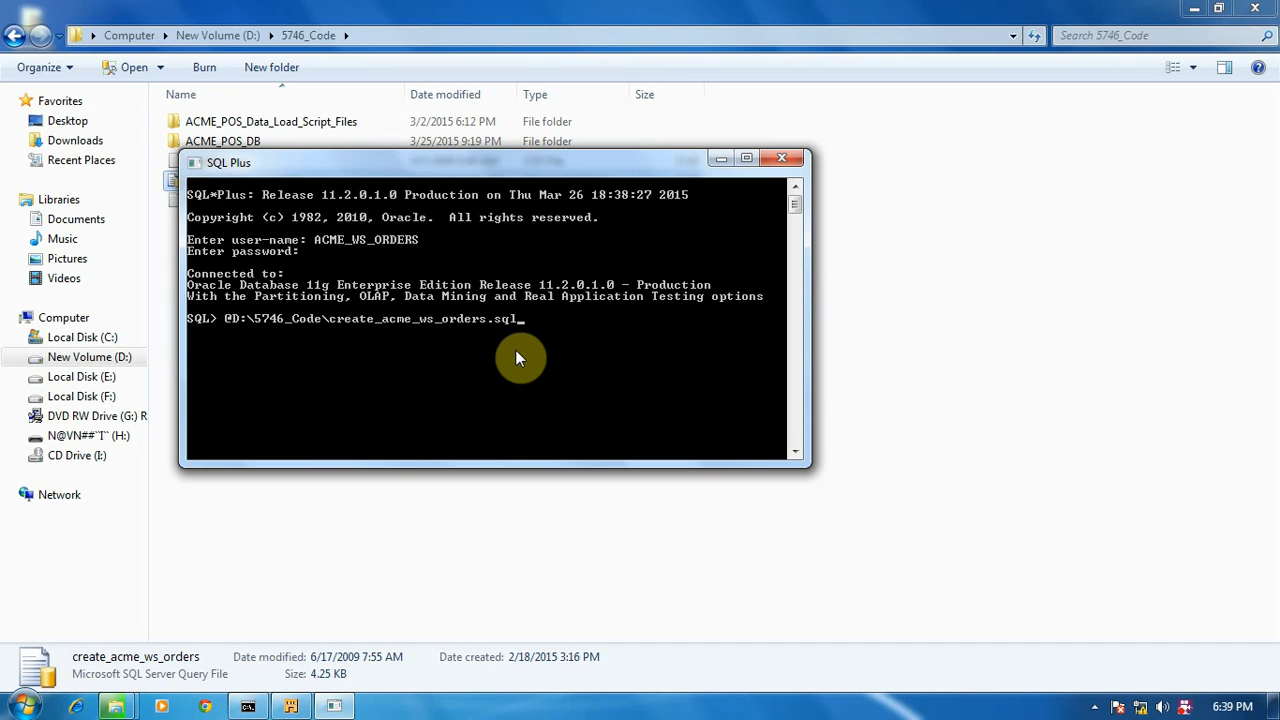 Computer
New Volume (D:)
5746_Code
Search 5746_Code
Organize
Open
Burn
New folder
Name
Date modified
Type
Size
Favorites
Desktop
Downloads
Recent Places
Libraries
Documents
Music
Pictures
Videos
Computer
Local Disk (C:)
New Volume (D:)
Local Disk (E:)
Local Disk (F:)
DVD RW Drive (G:) R
N@VN##¨I¨ (H:)
CD Drive (I:)
Network
ACME_POS_Data_Load_Script_Files
3/2/2015 6:12 PM
File folder
ACME_POS_DB
3/25/2015 9:19 PM
File folder
SQL Plus
SQL*Plus: Release 11.2.0.1.0 Production on Thu Mar 26 18:38:27 2015
Copyright (c) 1982, 2010, Oracle. All rights reserved.
Enter user-name: ACME_WS_ORDERS
Enter password:
Connected to:
Oracle Database 11g Enterprise Edition Release 11.2.0.1.0 - Production
With the Partitioning, OLAP, Data Mining and Real Application Testing options
SQL> @D:\5746_Code\create_acme_ws_orders.sql_
create_acme_ws_orders
Date modified: 6/17/2009 7:55 AM
Date created: 2/18/2015 3:16 PM
Microsoft SQL Server Query File
Size: 4.25 KB
6:39 PM